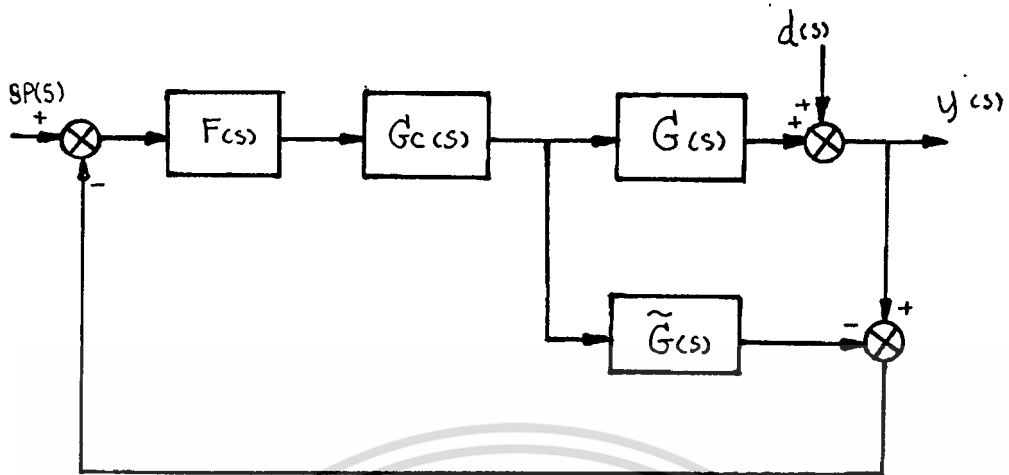 d(s)
SP(S)
+
F(s)
Gc(s)
G(s)
+
+
y(s)
-
G̃(s)
-
+